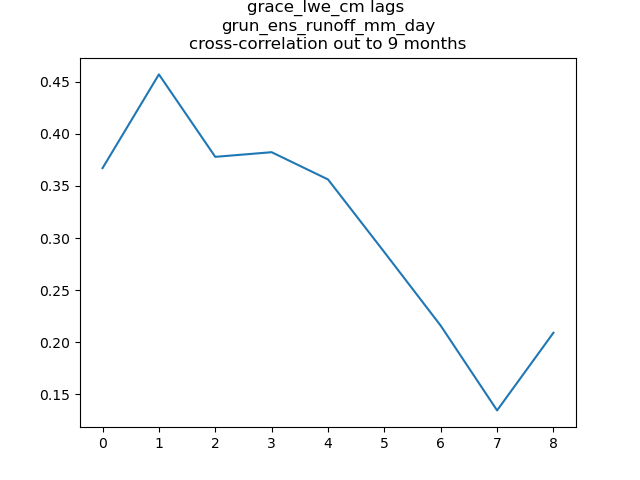 grace_lwe_cm lags
grun_ens_runoff_mm_day
cross-correlation out to 9 months
0.45
0.40
0.35
0.30
0.25
0.20
0.15
0 1 2 3 4 5 6 7 8